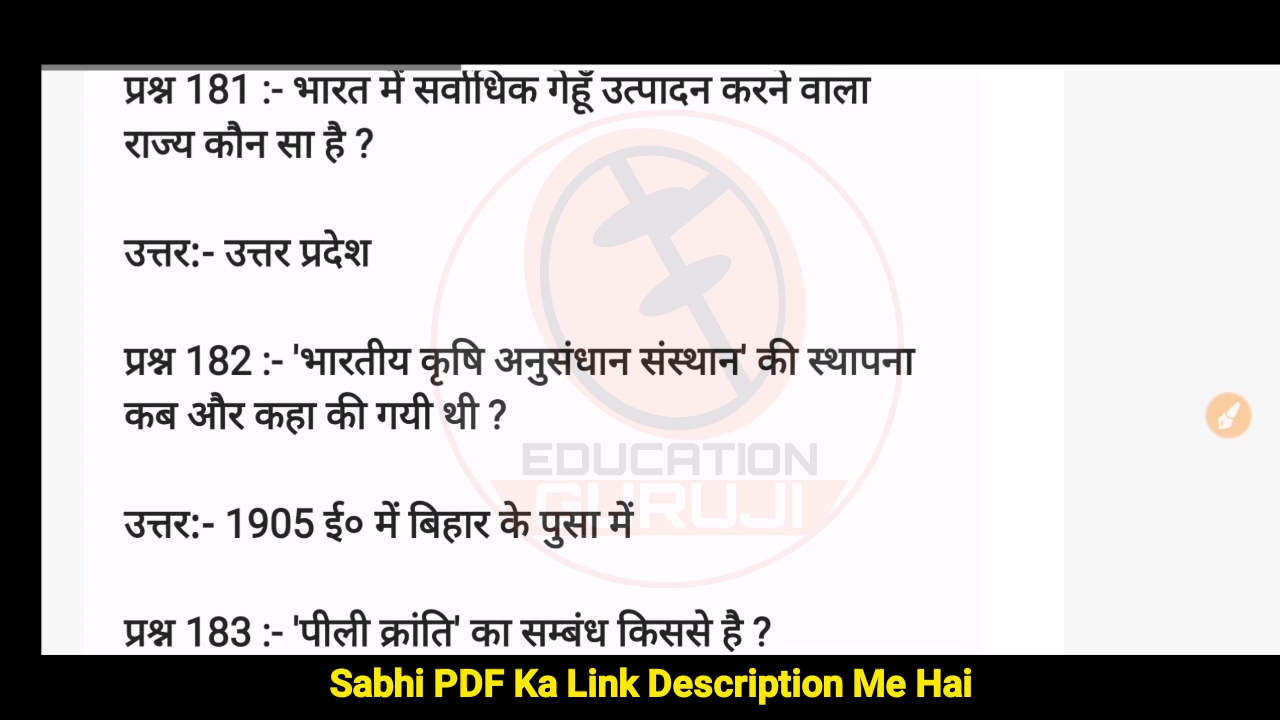 प्रश्न 181 :- भारत में सर्वाधिक गेहूँ उत्पादन करने वाला
राज्य कौन सा है ?
उत्तर:- उत्तर प्रदेश
प्रश्न 182 :- 'भारतीय कृषि अनुसंधान संस्थान' की स्थापना
कब और कहा की गयी थी ?
EDUCATION
GURUJI
उत्तर:- 1905 ई० में बिहार के पुसा में
प्रश्न 183 :- 'पीली क्रांति' का सम्बंध किससे है ?
Sabhi PDF Ka Link Description Me Hai